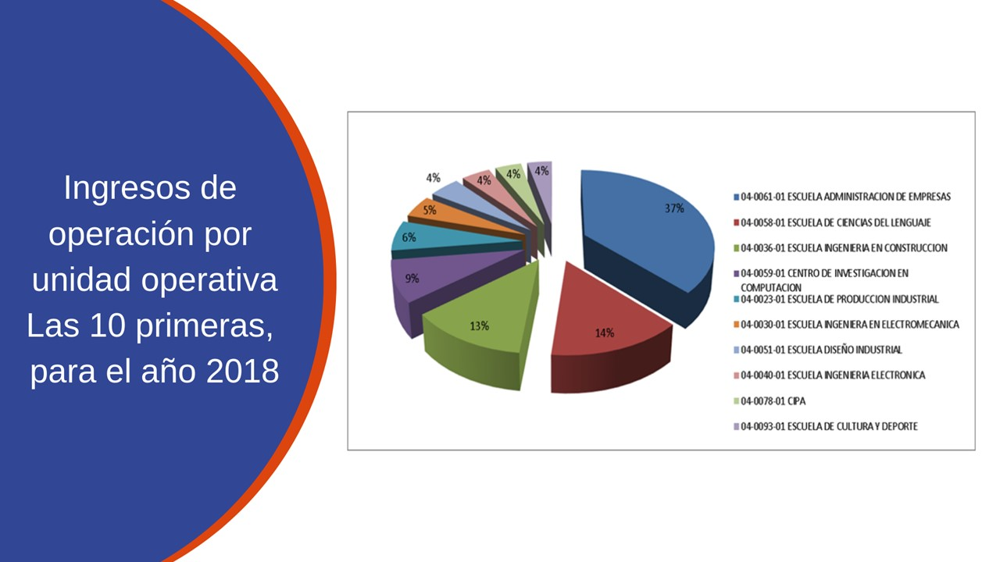 Ingresos de
operación por
unidad operativa
Las 10 primeras,
para el año 2018
37%
14%
13%
9%
6%
5%
4%
4%
4%
4%
04-0061-01 ESCUELA ADMINISTRACION DE EMPRESAS
04-0058-01 ESCUELA DE CIENCIAS DEL LENGUAJE
04-0036-01 ESCUELA INGENIERIA EN CONSTRUCCION
04-0059-01 CENTRO DE INVESTIGACION EN
COMPUTACION
04-0023-01 ESCUELA DE PRODUCCION INDUSTRIAL
04-0030-01 ESCUELA INGENIERA EN ELECTROMECANICA
04-0051-01 ESCUELA DISEÑO INDUSTRIAL
04-0040-01 ESCUELA INGENIERIA ELECTRONICA
04-0078-01 CIPA
04-0093-01 ESCUELA DE CULTURA Y DEPORTE